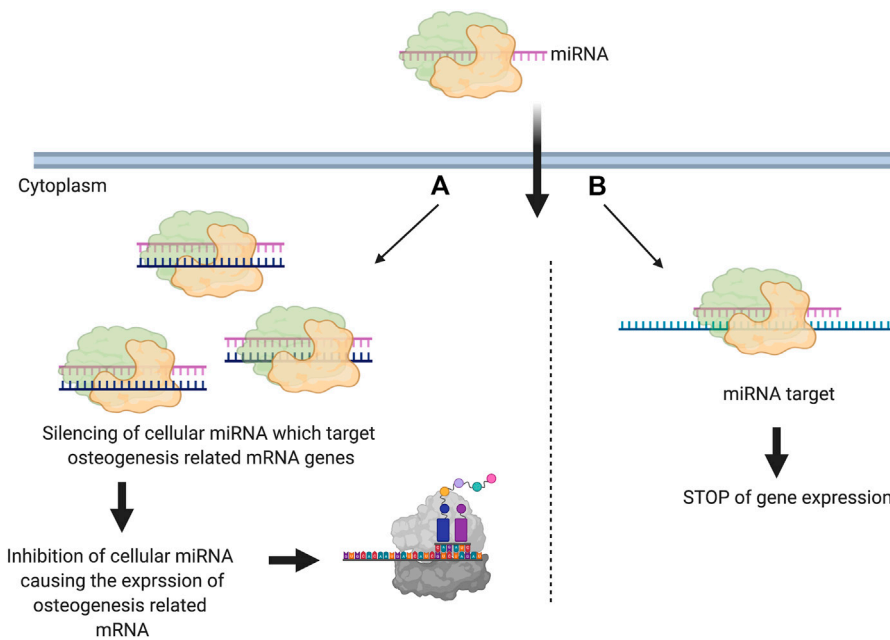 miRNA
Cytoplasm
A
B
Silencing of cellular miRNA which target
osteogenesis related mRNA genes
Inhibition of cellular miRNA
causing the exprssion of
osteogenesis related
mRNA
miRNA target
STOP of gene expression